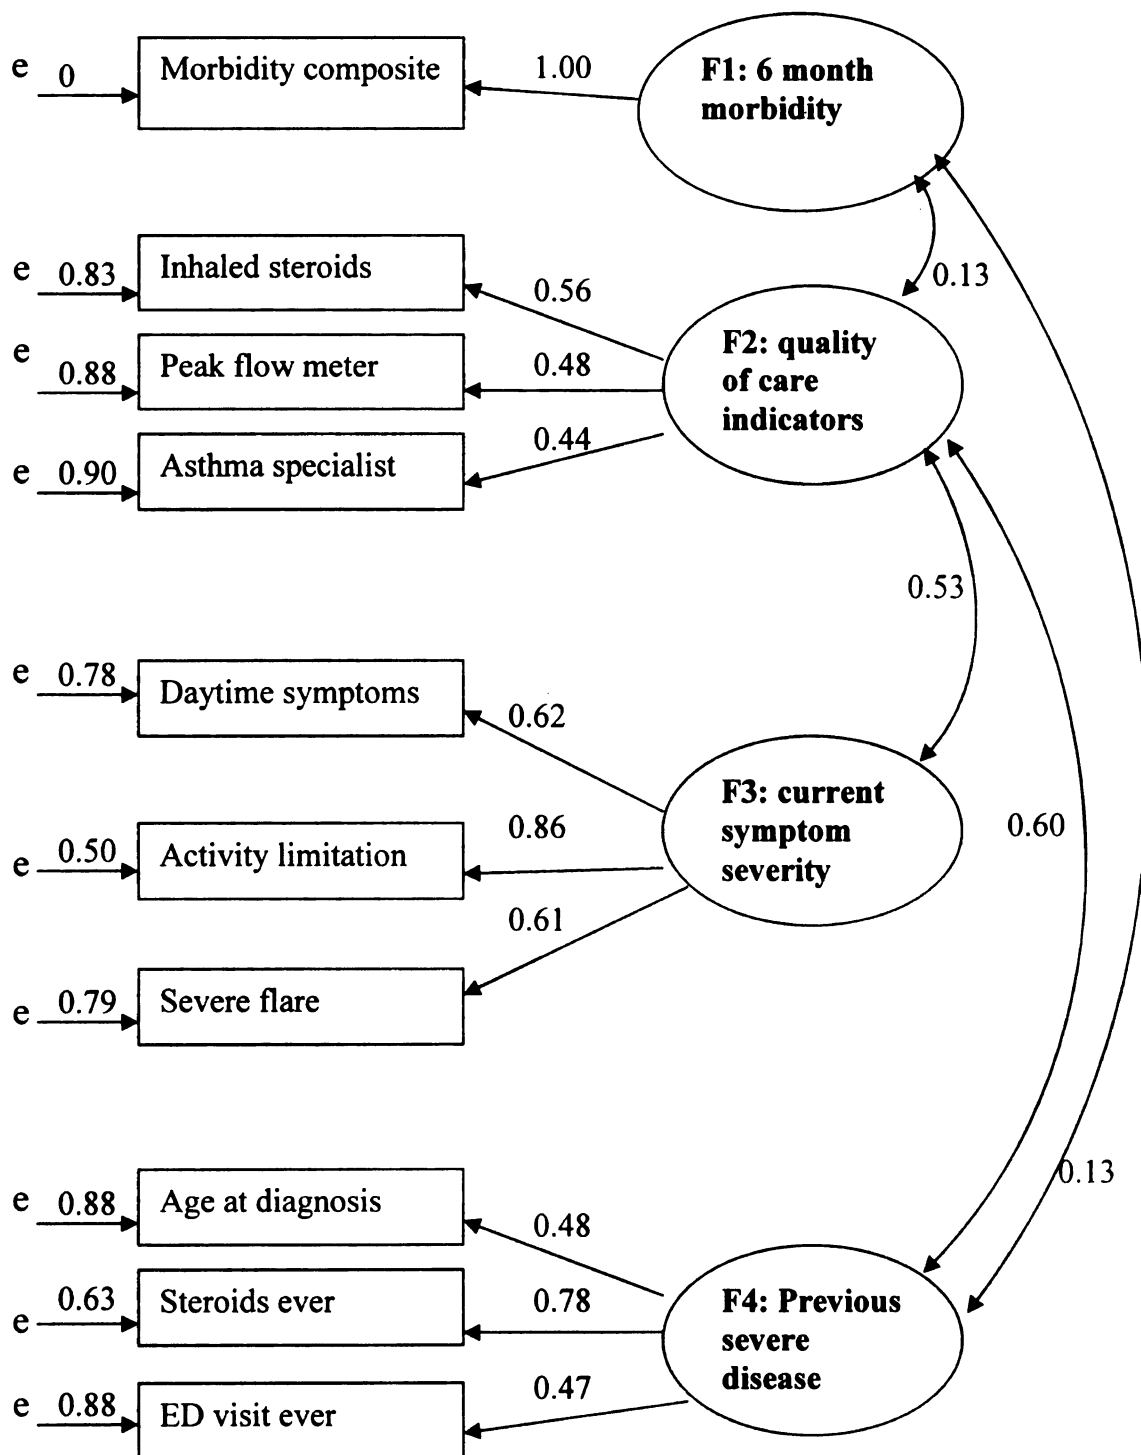 e 0 Morbidity composite 1.00
F1: 6 month
morbidity
e 0.83 Inhaled steroids 0.56
e 0.88 Peak flow meter 0.48
e 0.90 Asthma specialist 0.44
F2: quality
of care
indicators
0.13
0.53
e 0.78 Daytime symptoms 0.62
e 0.50 Activity limitation 0.86
e 0.79 Severe flare 0.61
F3: current
symptom
severity
0.60
0.13
e 0.88 Age at diagnosis 0.48
e 0.63 Steroids ever 0.78
e 0.88 ED visit ever 0.47
F4: Previous
severe
disease